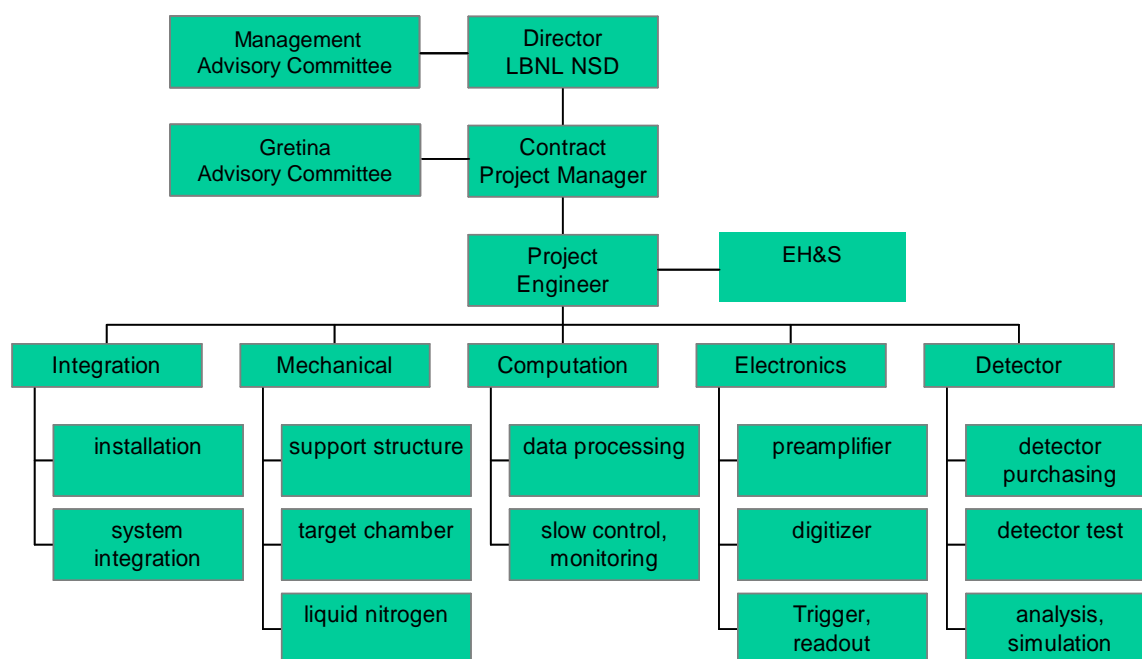 Management
Advisory Committee
Director
LBNL NSD
Gretina
Advisory Committee
Contract
Project Manager
Project
Engineer
EH&S
Integration
Mechanical
Computation
Electronics
Detector
installation
support structure
data processing
preamplifier
detector
purchasing
system
integration
target chamber
slow control,
monitoring
digitizer
detector test
liquid nitrogen
Trigger,
readout
analysis,
simulation